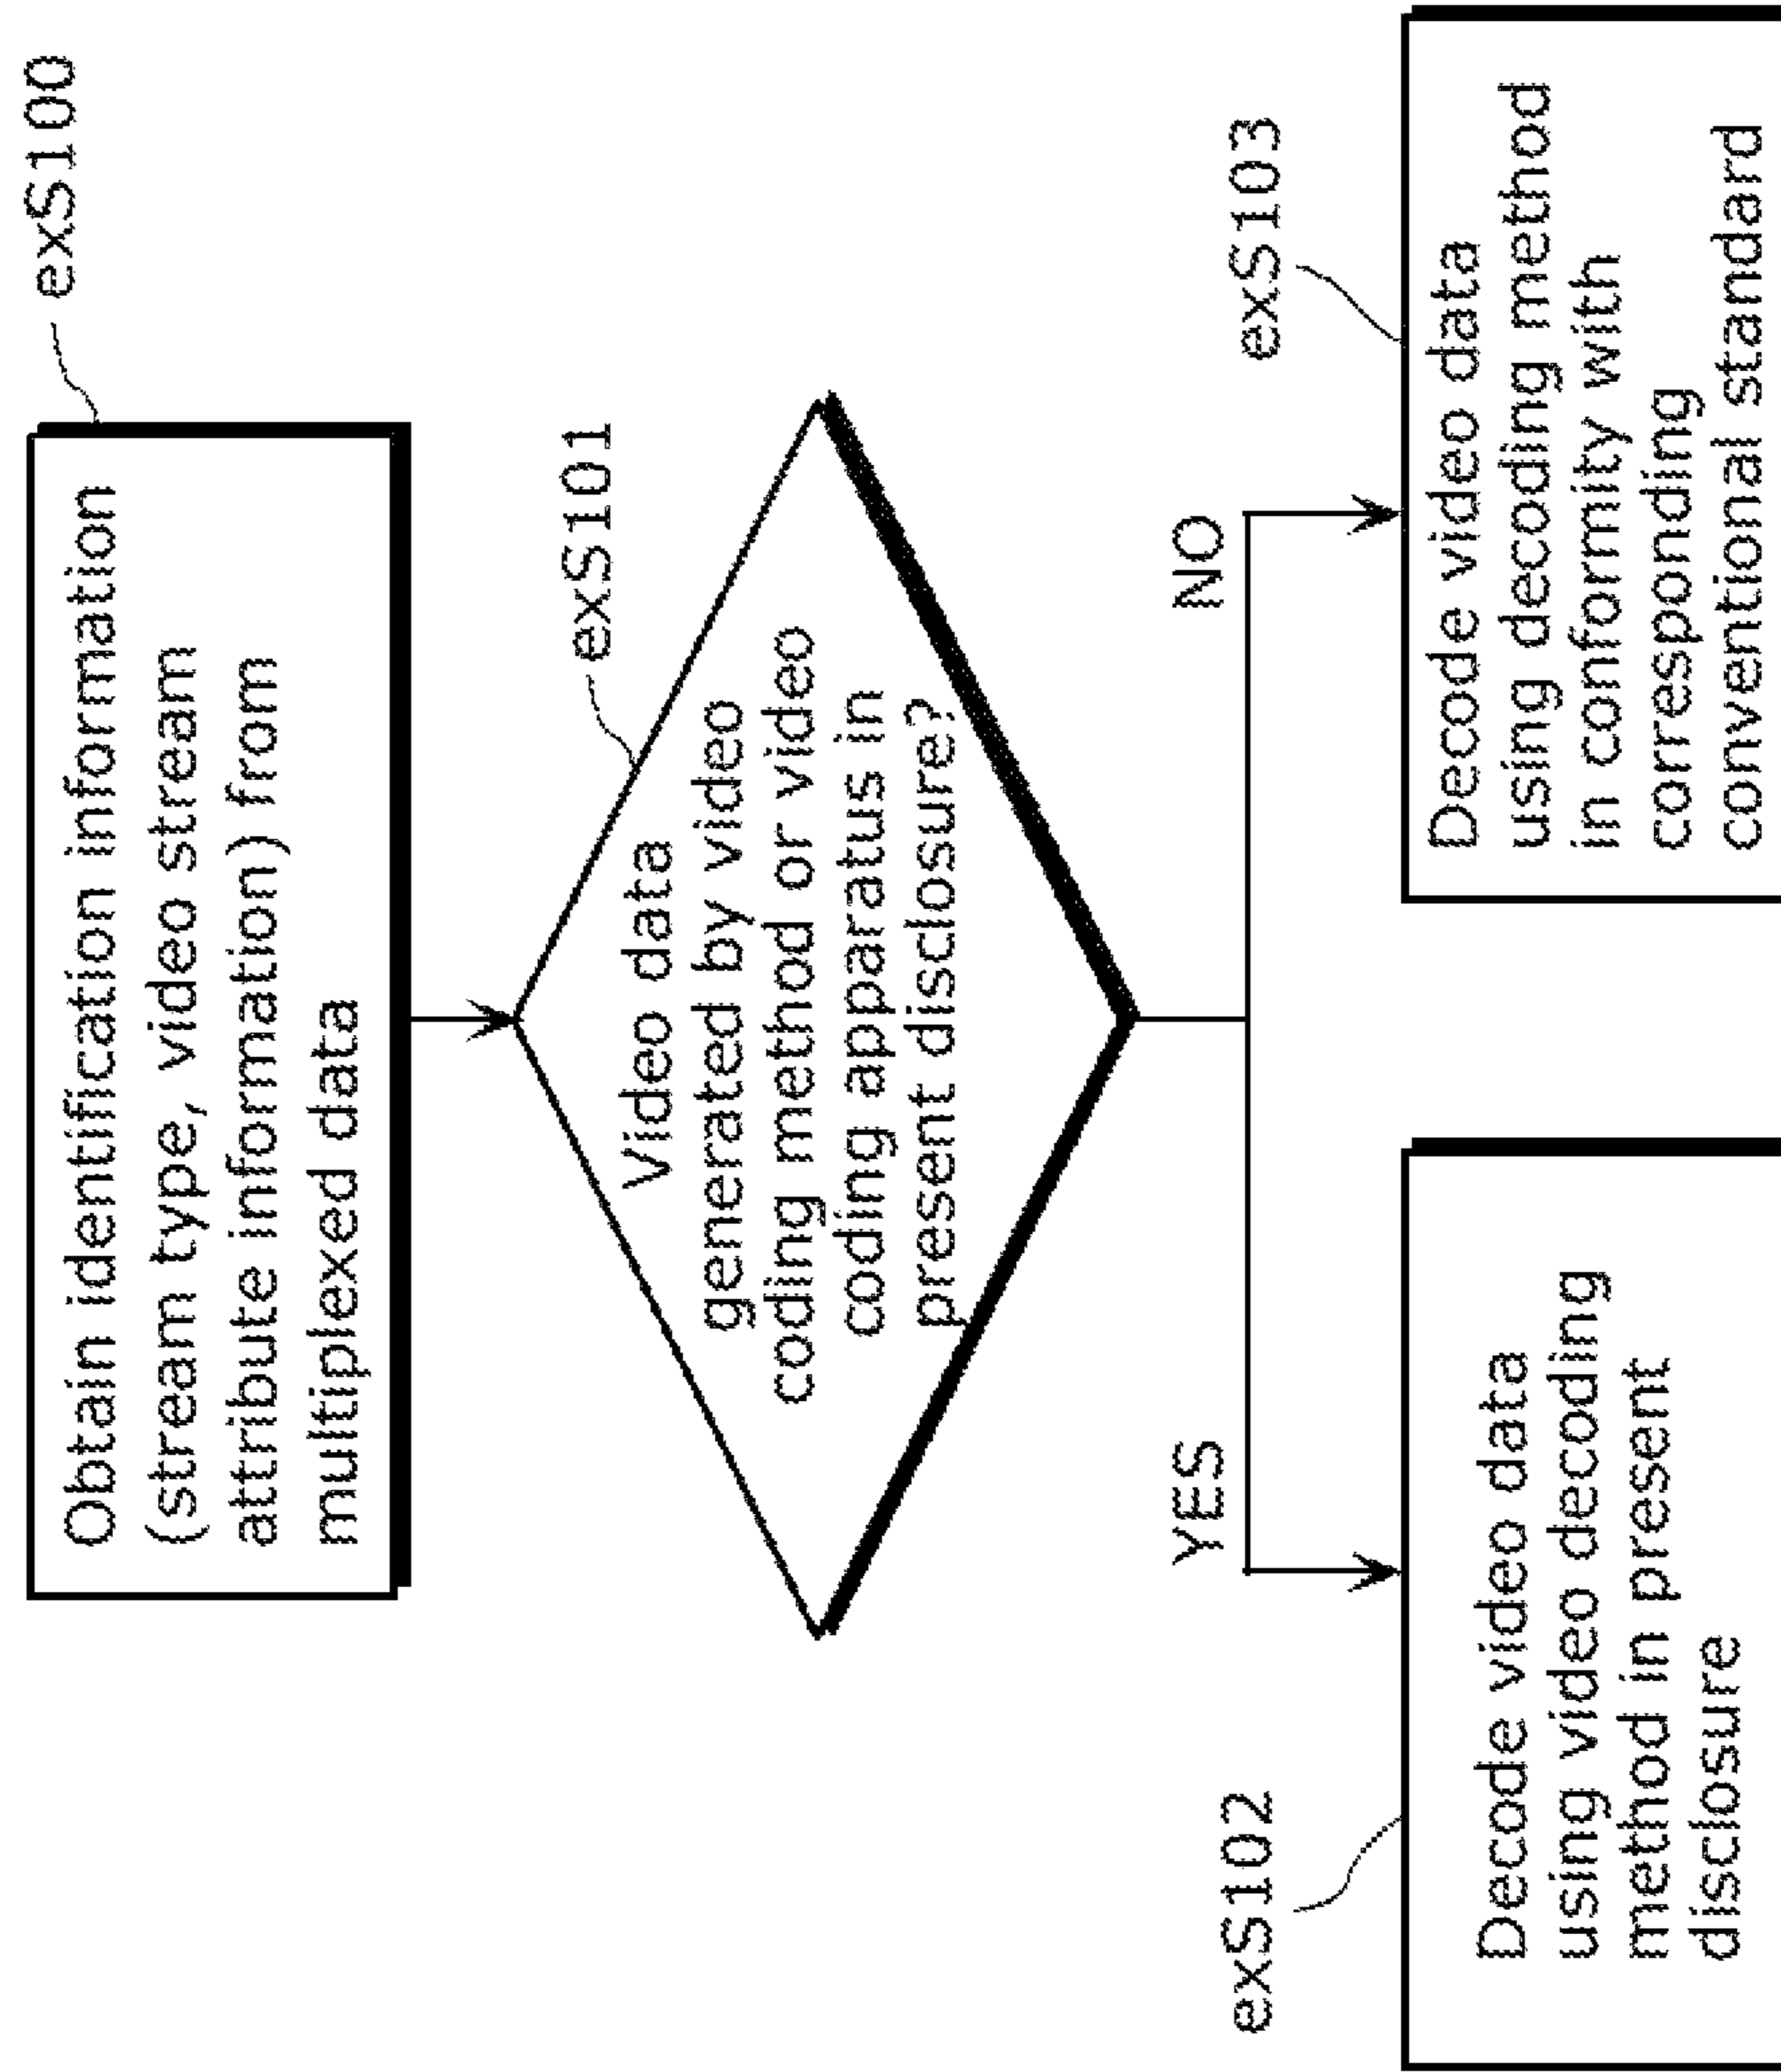 exS100
Obtain identification information
(stream type, video stream
attribute information) from
multiplexed data
exS101
Video data
generated by video
coding method or video
coding apparatus in
present disclosure?
YES
NO
exS102
Decode video data
using video decoding
method in present
disclosure
exS103
Decode video data
using decoding method
in conformity with
corresponding
conventional standard